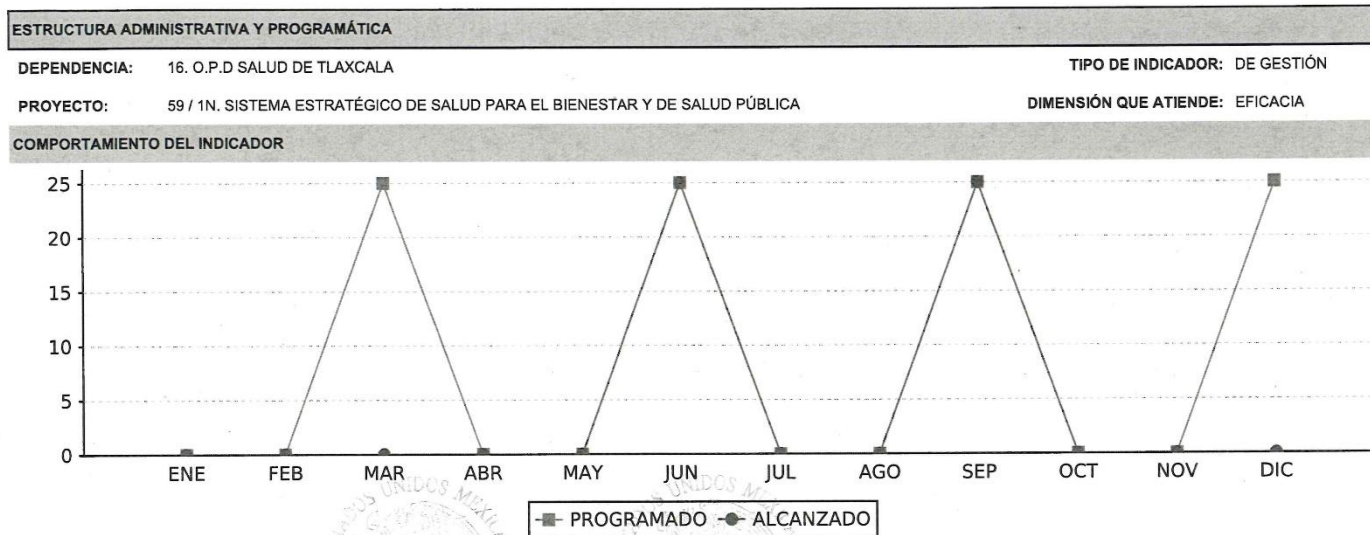 ESTRUCTURA ADMINISTRATIVA Y PROGRAMÁTICA
DEPENDENCIA: 16. O.P.D SALUD DE TLAXCALA TIPO DE INDICADOR: DE GESTIÓN
PROYECTO: 59 / 1N. SISTEMA ESTRATÉGICO DE SALUD PARA EL BIENESTAR Y DE SALUD PÚBLICA DIMENSIÓN QUE ATIENDE: EFICACIA
COMPORTAMIENTO DEL INDICADOR
25
20
15
10
5
0
ENE FEB MAR ABR MAY JUN JUL AGO SEP OCT NOV DIC
UNIDOS UNIDOS
PROGRAMADO ALCANZADO